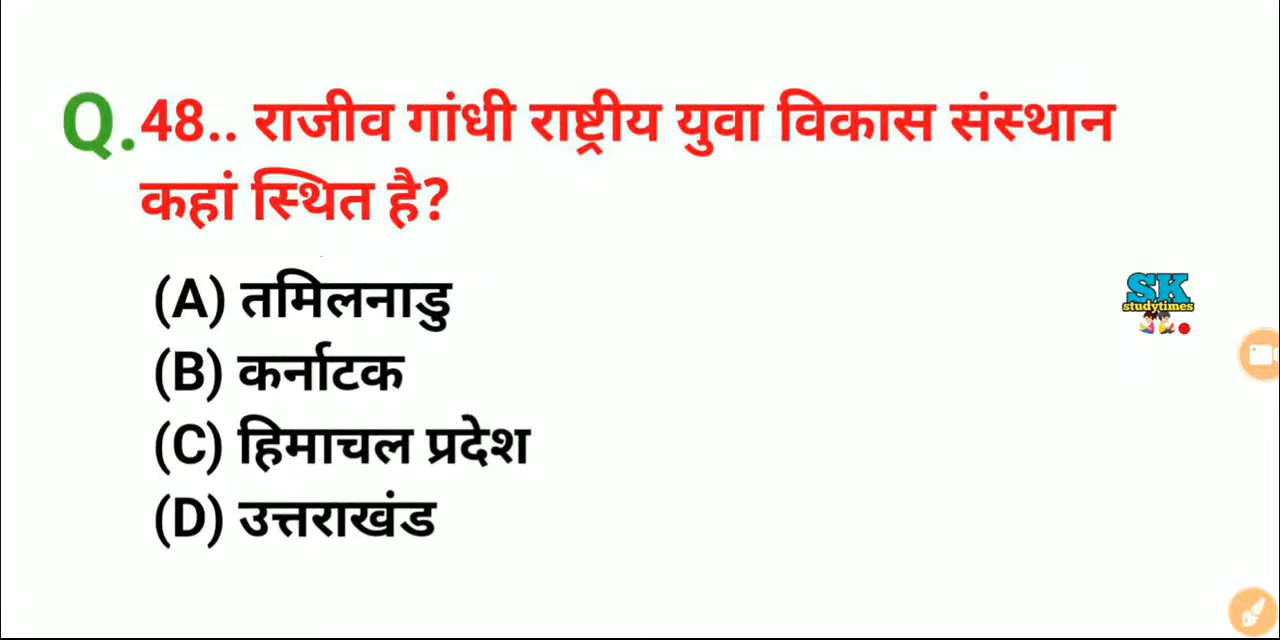 Q.48.. राजीव गांधी राष्ट्रीय युवा विकास संस्थान
कहां स्थित है?
(A) तमिलनाडु
(B) कर्नाटक
(C) हिमाचल प्रदेश
(D) उत्तराखंड
SK
studytimes